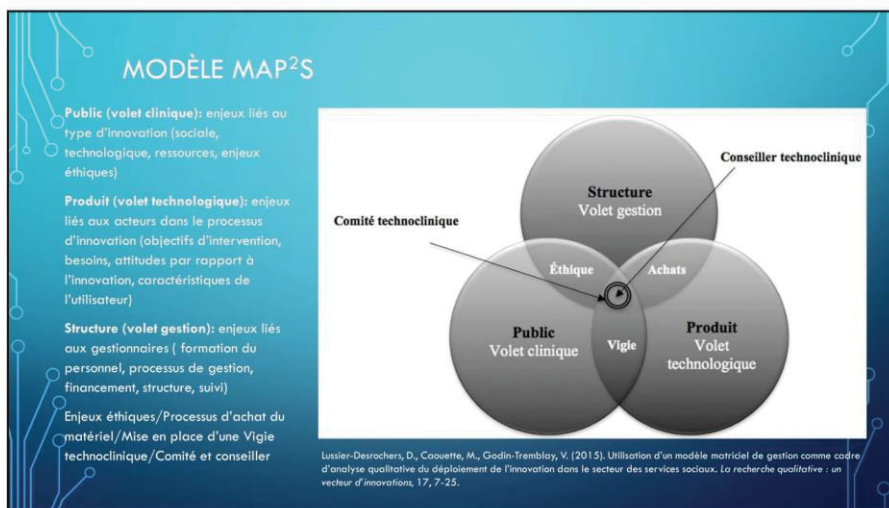 MODÈLE MAP²S
Public (volet clinique): enjeux liés au
type d'innovation (sociale,
technologique, ressources, enjeux
éthiques)
Produit (volet technologique): enjeux
liés aux acteurs dans le processus
d'innovation (objectifs d'intervention,
besoins, attitudes par rapport à
l'innovation, caractéristiques de
l'utilisateur)
Structure (volet gestion): enjeux liés
aux gestionnaires ( formation du
personnel, processus de gestion,
financement, structure, suivi)
Enjeux éthiques/Processus d'achat du
matériel/Mise en place d'une Vigie
technoclinique/Comité et conseiller
Conseiller technoclinique
Structure
Volet gestion
Comité technoclinique
Éthique
Achats
Public
Volet clinique
Vigie
Produit
Volet
technologique
Lussier-Desrochers, D., Caouette, M., Godin-Tremblay, V. (2015). Utilisation d'un modèle matriciel de gestion comme cadre
d'analyse qualitative du déploiement de l'innovation dans le secteur des services sociaux. La recherche qualitative : un
vecteur d'innovations, 17, 7-25.